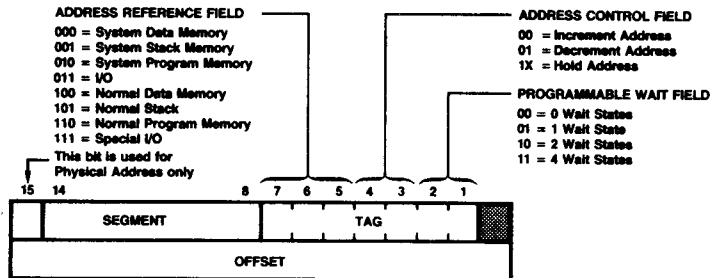 ADDRESS REFERENCE FIELD
000 = System Data Memory
001 = System Stack Memory
010 = System Program Memory
011 = I/O
100 = Normal Data Memory
101 = Normal Stack
110 = Normal Program Memory
111 = Special I/O
This bit is used for
Physical Address only
ADDRESS CONTROL FIELD
00 = Increment Address
01 = Decrement Address
1X = Hold Address
PROGRAMMABLE WAIT FIELD
00 = 0 Wait States
01 = 1 Wait State
10 = 2 Wait States
11 = 4 Wait States
15 14 8 7 6 5 4 3 2 1
SEGMENT TAG
OFFSET